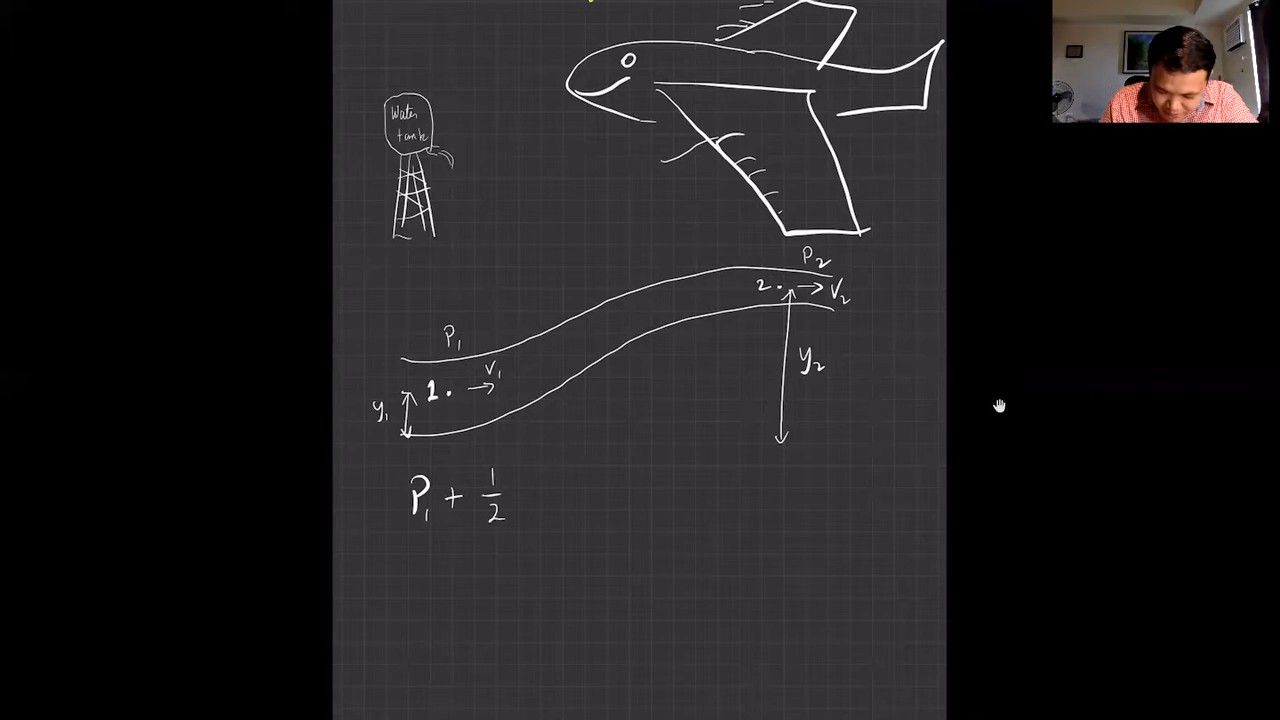 Water
tank
P2
2. → V2
P1
V1
1. →
y2
y1
P1 + 1/2